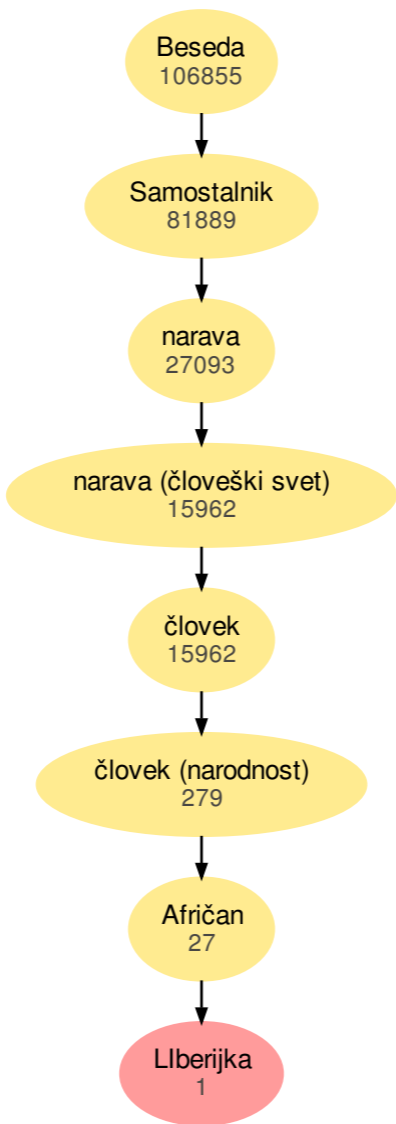 Beseda
106855
Samostalnik
81889
narava
27093
narava (človeški svet)
15962
človek
15962
človek (narodnost)
279
Afričan
27
LIberijka
1